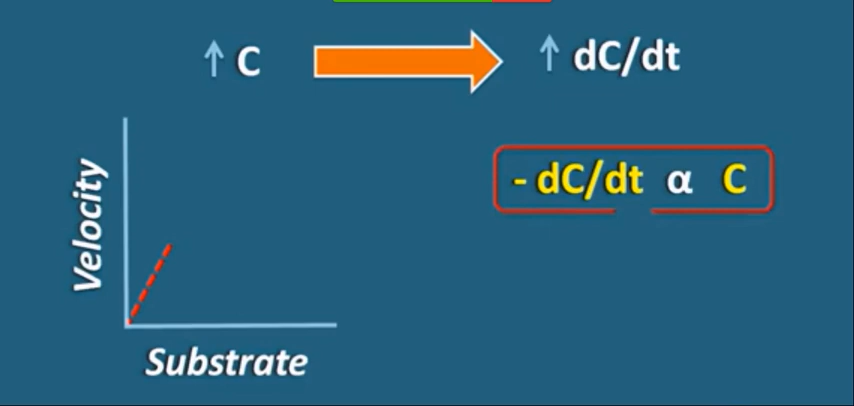 ↑ C ↑ dC/dt
- dC/dt α C
Velocity
Substrate